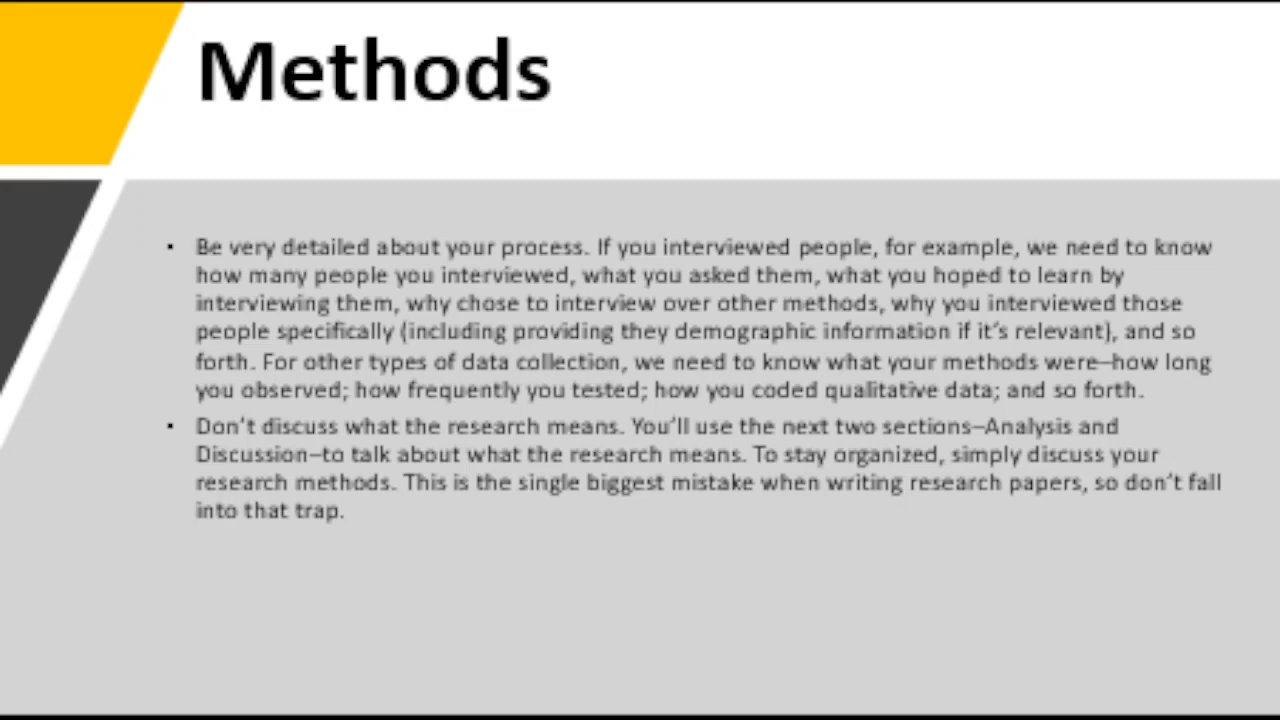 Methods
• Be very detailed about your process. If you interviewed people, for example, we need to know
how many people you interviewed, what you asked them, what you hoped to learn by
interviewing them, why chose to interview over other methods, why you interviewed those
people specifically (including providing they demographic information if it’s relevant), and so
forth. For other types of data collection, we need to know what your methods were–how long
you observed; how frequently you tested; how you coded qualitative data; and so forth.
• Don’t discuss what the research means. You’ll use the next two sections–Analysis and
Discussion–to talk about what the research means. To stay organized, simply discuss your
research methods. This is the single biggest mistake when writing research papers, so don’t fall
into that trap.